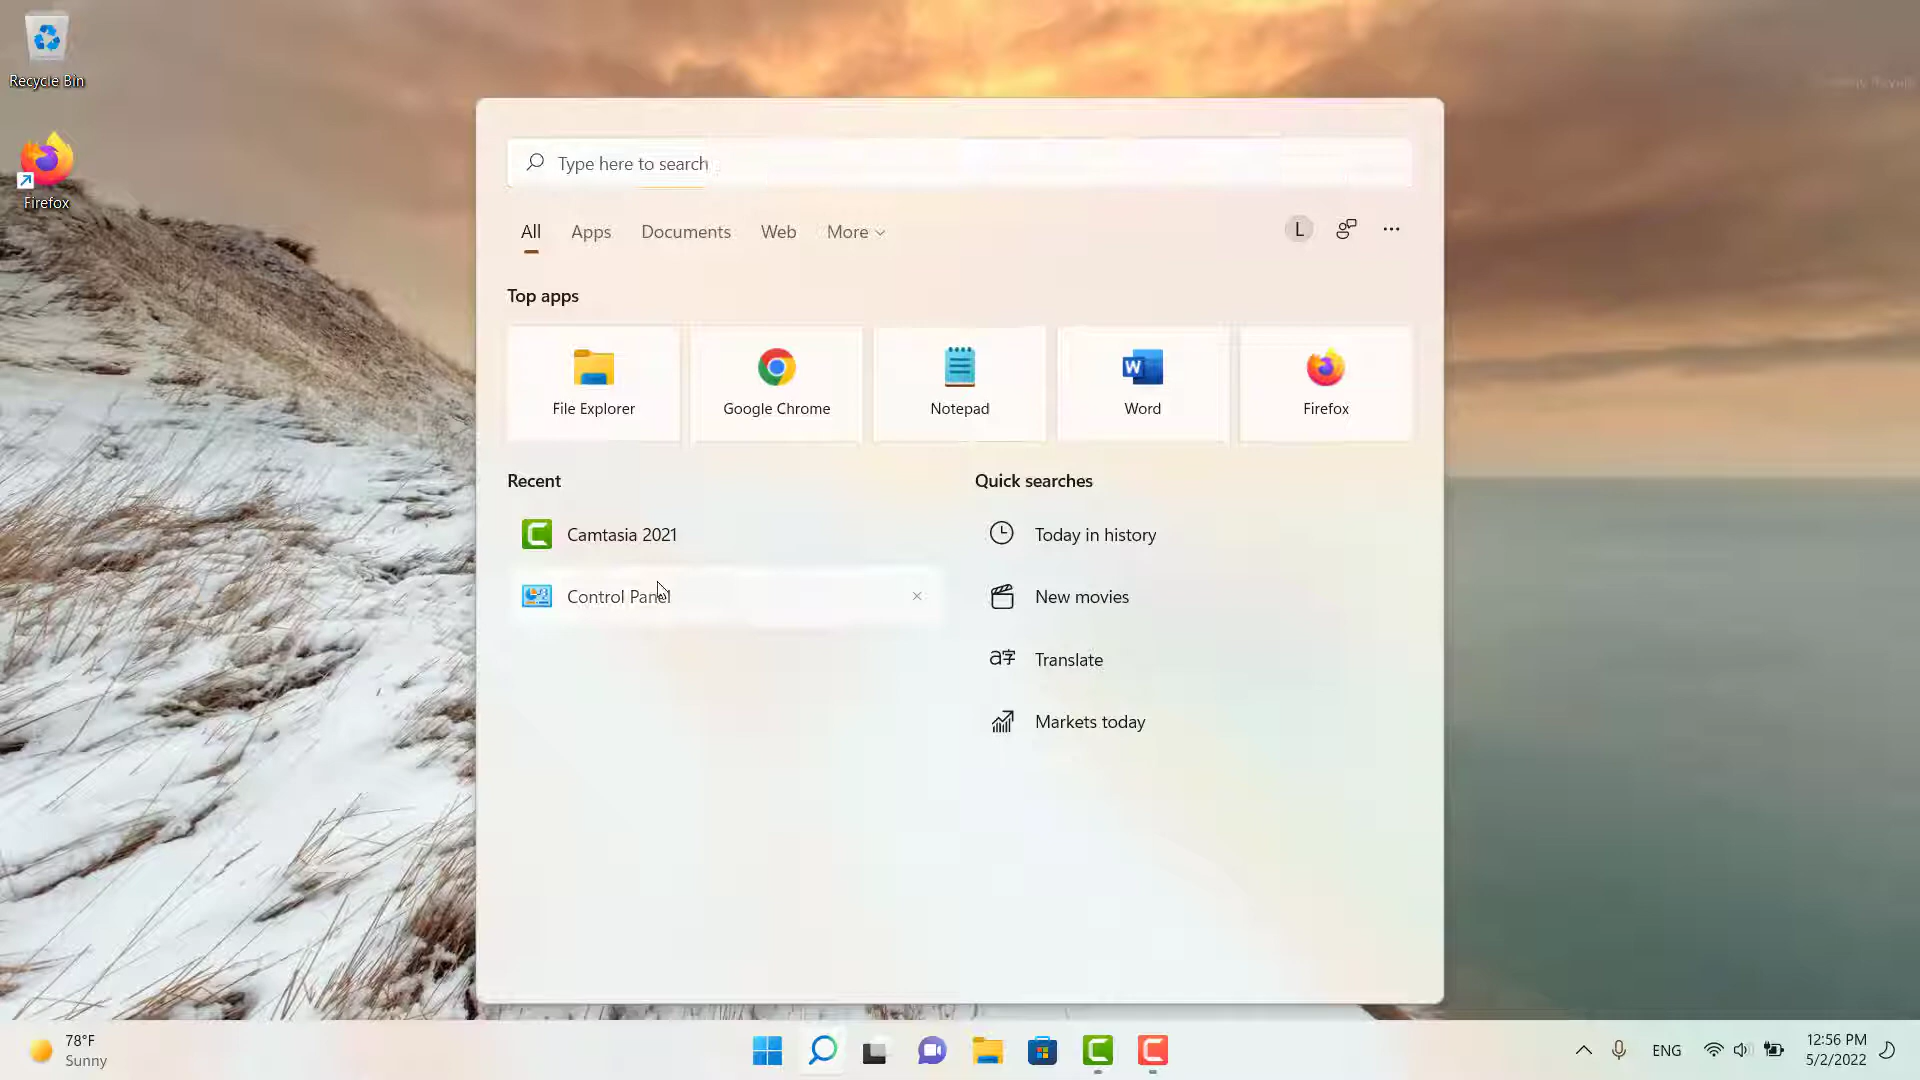 Recycle Bin
Firefox
Type here to search
All
Apps
Documents
Web
More
L
Top apps
File Explorer
Google Chrome
Notepad
Word
Firefox
Recent
Quick searches
Camtasia 2021
Today in history
Control Panel
New movies
Translate
Markets today
78°F
Sunny
ENG
12:56 PM
5/2/2022